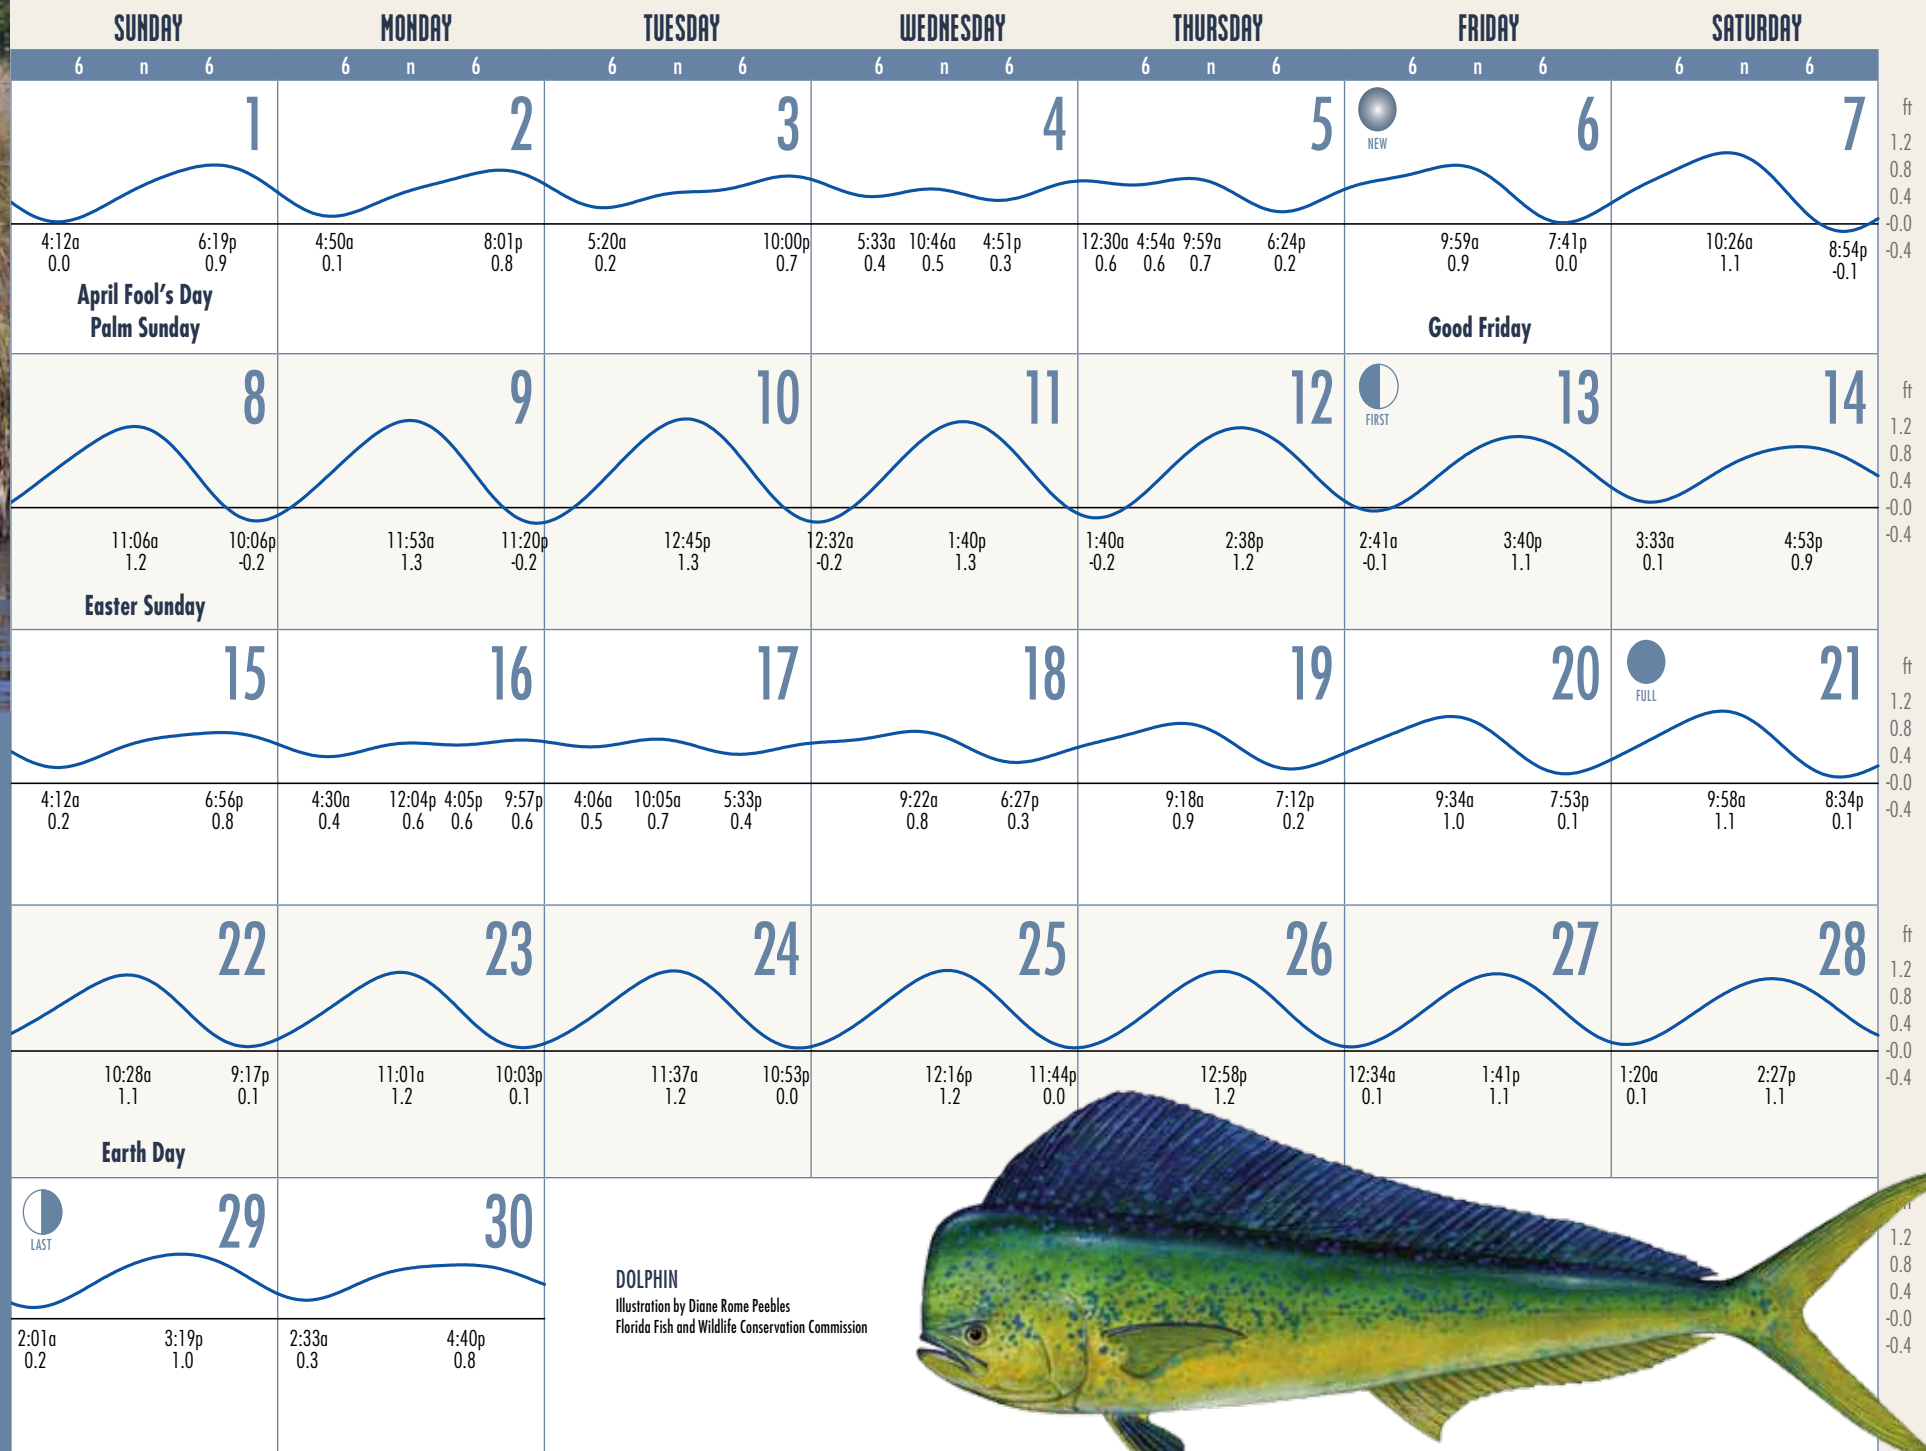 SUNDAY MONDAY TUESDAY WEDNESDAY THURSDAY FRIDAY SATURDAY
6 n 6 6 n 6 6 n 6 6 n 6 6 n 6 6 n 6 6 n 6
1 2 3 4 5 6 7
NEW
ft
1.2
0.8
0.4
-0.0
-0.4
4:12a 6:19p 4:50a 8:01p 5:20a 10:00p 5:33a 10:46a 4:51p 12:30a 4:54a 9:59a 6:24p 9:59a 7:41p 10:26a 8:54p
0.0 0.9 0.1 0.8 0.2 0.7 0.4 0.5 0.3 0.6 0.6 0.7 0.2 0.9 0.0 1.1 -0.1
April Fool's Day
Palm Sunday
Good Friday
8 9 10 11 12 13 14
FIRST
ft
1.2
0.8
0.4
-0.0
-0.4
11:06a 10:06p 11:53a 11:20p 12:45p 12:32a 1:40p 1:40a 2:38p 2:41a 3:40p 3:33a 4:53p
1.2 -0.2 1.3 -0.2 1.3 -0.2 1.3 -0.2 1.2 -0.1 1.1 0.1 0.9
Easter Sunday
15 16 17 18 19 20 21
FULL
ft
1.2
0.8
0.4
-0.0
-0.4
4:12a 6:56p 4:30a 12:04p 4:05p 9:57p 4:06a 10:05a 5:33p 9:22a 6:27p 9:18a 7:12p 9:34a 7:53p 9:58a 8:34p
0.2 0.8 0.4 0.6 0.6 0.6 0.5 0.7 0.4 0.8 0.3 0.9 0.2 1.0 0.1 1.1 0.1
22 23 24 25 26 27 28
ft
1.2
0.8
0.4
-0.0
-0.4
10:28a 9:17p 11:01a 10:03p 11:37a 10:53p 12:16p 11:44p 12:58p 12:34a 1:41p 1:20a 2:27p
1.1 0.1 1.2 0.1 1.2 0.0 1.2 0.0 1.2 0.1 1.1 0.1 1.1
Earth Day
29 30
LAST
1.2
0.8
0.4
-0.0
-0.4
2:01a 3:19p 2:33a 4:40p
0.2 1.0 0.3 0.8
DOLPHIN
Illustration by Diane Rome Peebles
Florida Fish and Wildlife Conservation Commission